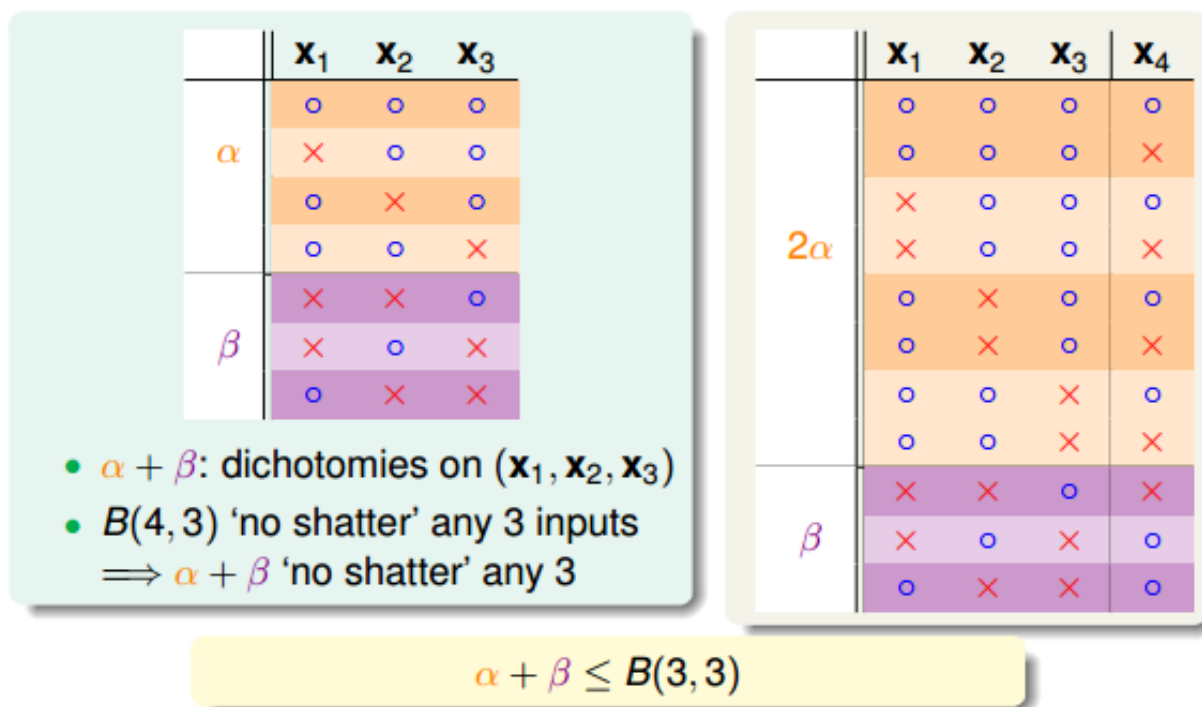 x₁ x₂ x₃
α
○ ○ ○
× ○ ○
○ × ○
○ ○ ×
β
× × ○
× ○ ×
○ × ×
• α + β: dichotomies on (x₁, x₂, x₃)
• B(4, 3) ‘no shatter’ any 3 inputs
⟹ α + β ‘no shatter’ any 3
x₁ x₂ x₃ x₄
2α
○ ○ ○ ○
○ ○ ○ ×
× ○ ○ ○
× ○ ○ ×
○ × ○ ○
○ × ○ ×
○ ○ × ○
○ ○ × ×
β
× × ○ ×
× ○ × ○
○ × × ○
α + β ≤ B(3, 3)